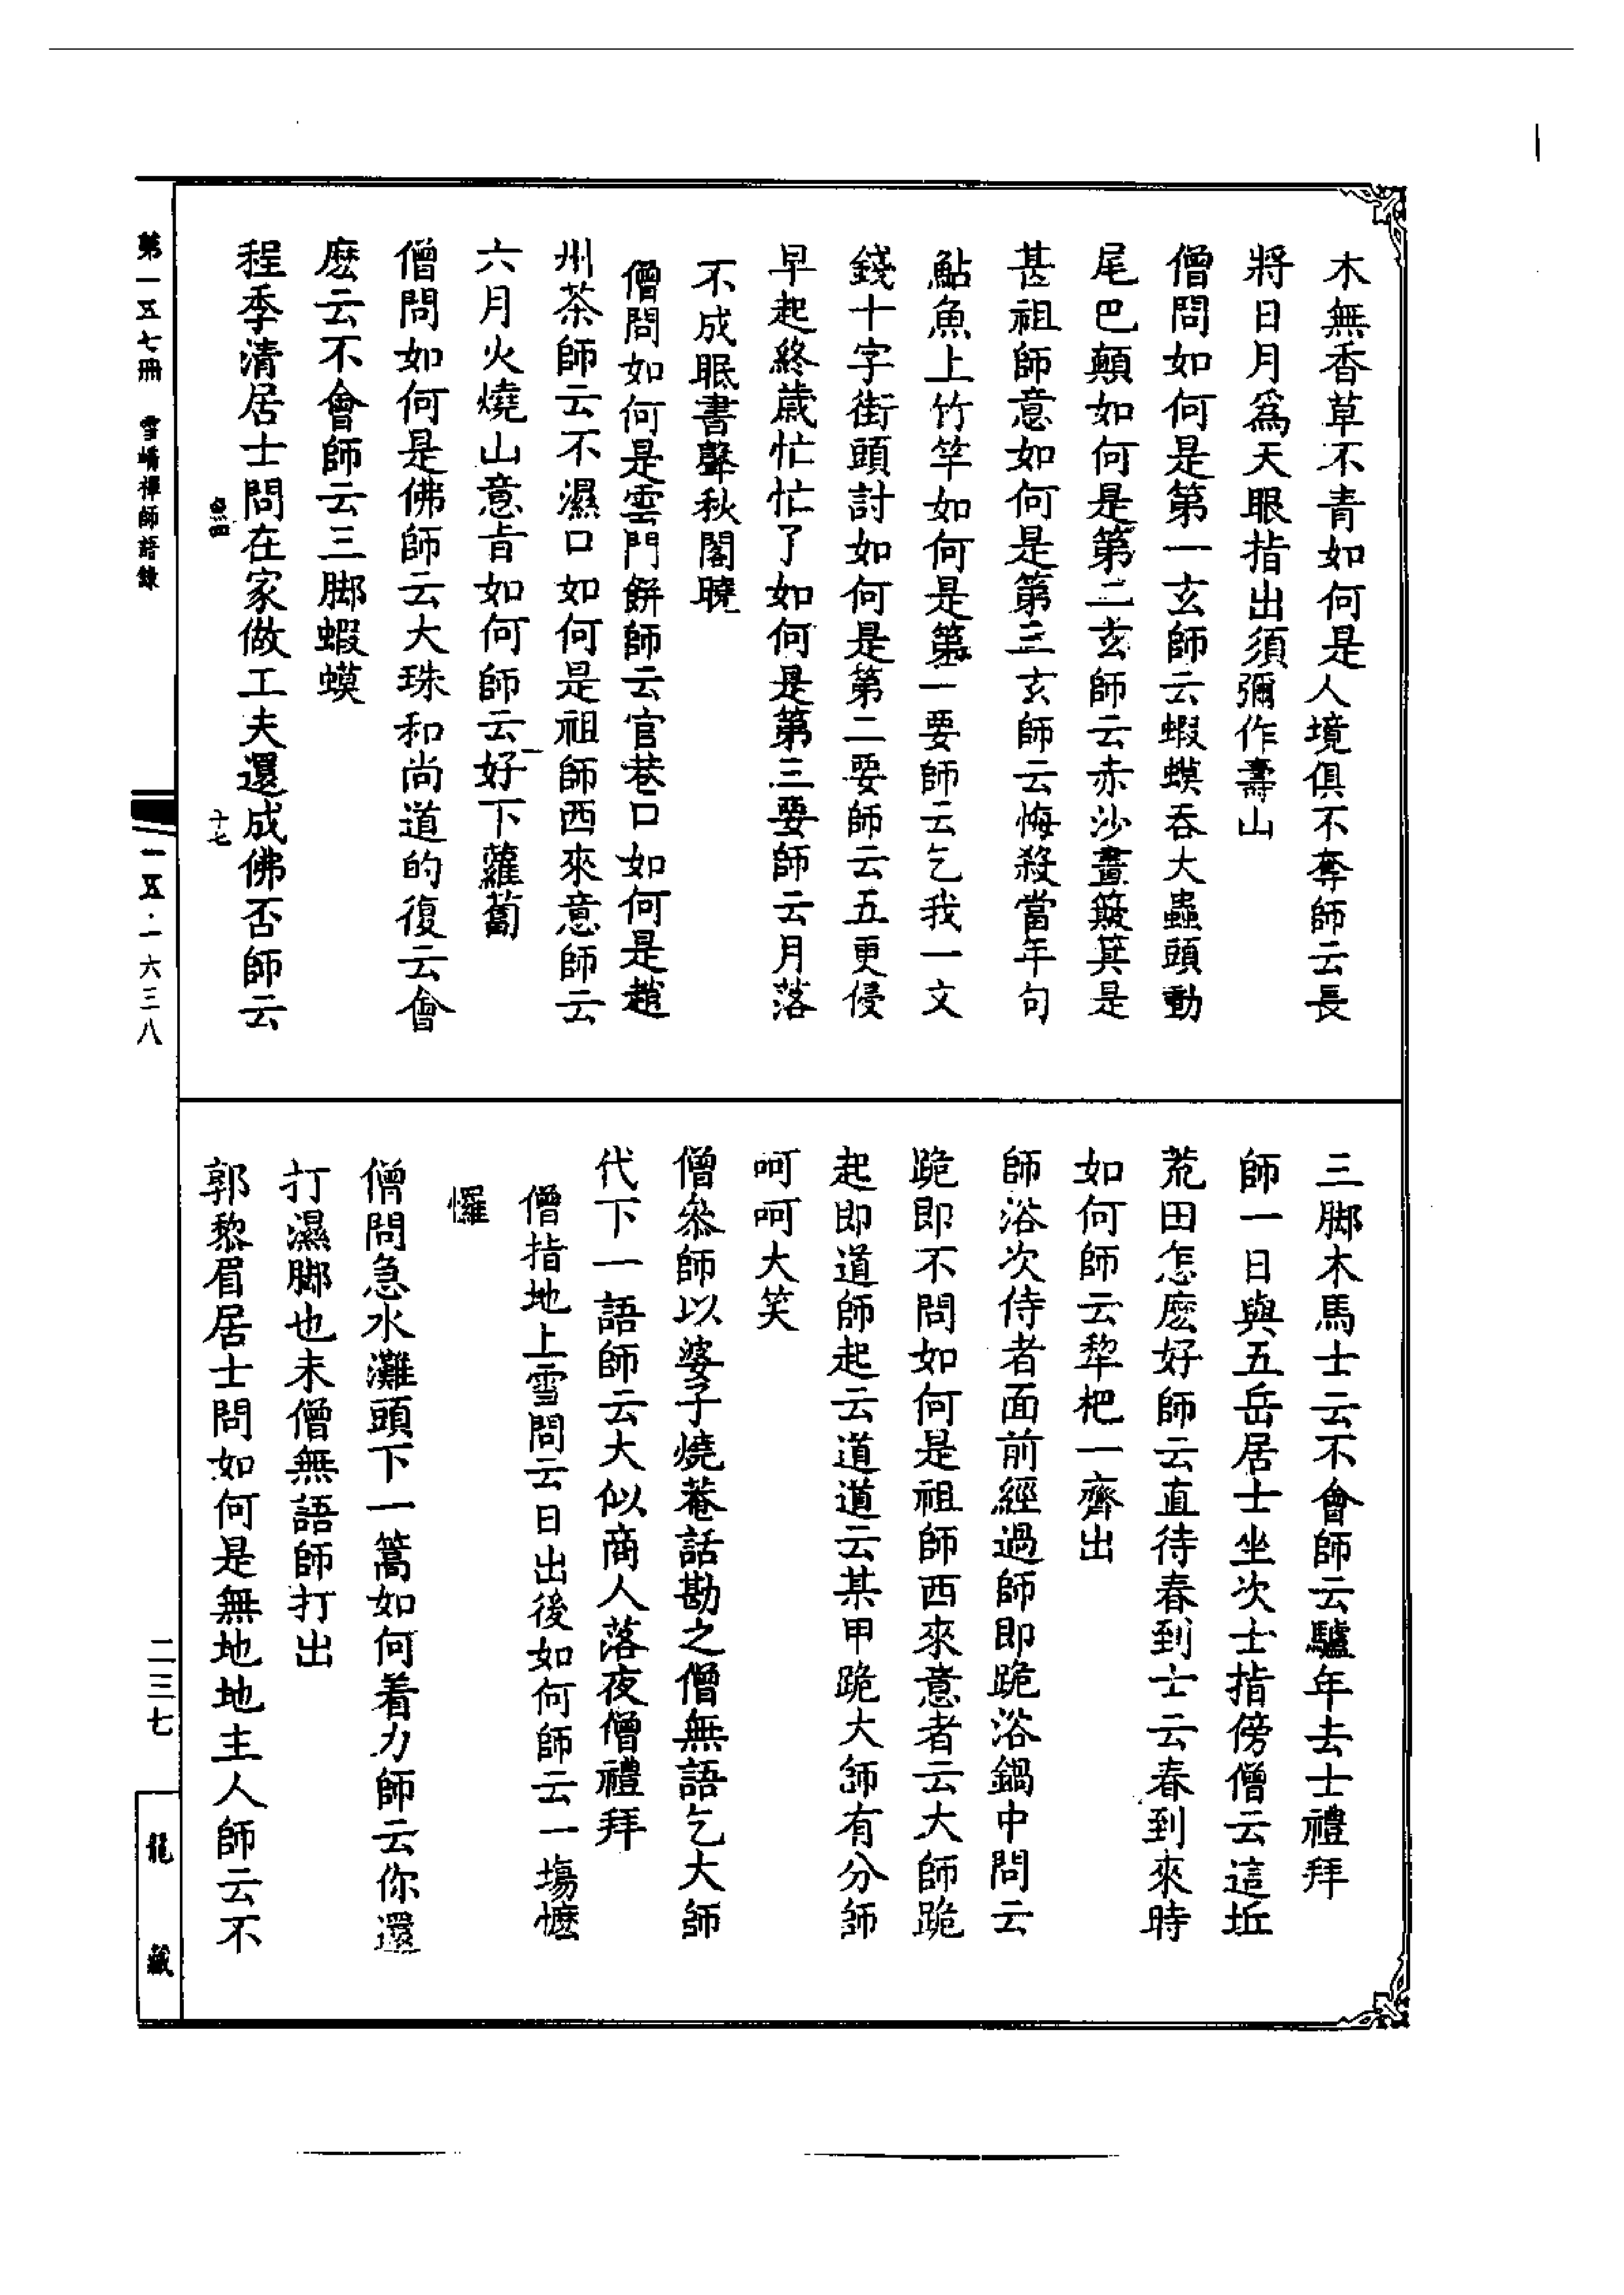 木無香草不青如何是人境俱不奪師云長
將日月爲天眼指出須彌作壽山
僧問如何是第一玄師云蝦蟆吞大蟲頭動
尾巴顛如何是第二玄師云赤沙畫簸箕是
甚祖師意如何是第三玄師云悔殺當年句
鮎魚上竹竿如何是第一要師云乞我一文
錢十字街頭討如何是第二要師云五更侵
早起終歲忙忙了如何是第三要師云月落
不成眠書聲秋閣曉
僧問如何是雲門餅師云官巷口如何是趙
州茶師云不濕口如何是祖師西來意師云
六月火燒山意旨如何師云好下蘿蔔
僧問如何是佛師云大珠和尚道的復云會
麽云不會師云三脚蝦蟆
程季清居士問在家做工夫還成佛否師云
三脚木馬士云不會師云驢年去士禮拜
師一日與五岳居士坐次士指傍僧云這坵
荒田怎麽好師云直待春到士云春到來時
如何師云犂杷一齊出
師浴次侍者面前經過師即跪浴鍋中問云
跪即不問如何是祖師西來意者云大師跪
起即道師起云道道云某甲跪大師有分師
呵呵大笑
僧叅師以婆子燒菴話勘之僧無語乞大師
代下一語師云大似商人落夜僧禮拜
僧指地上雪問云日出後如何師云一塲懡
㦬
僧問急水灘頭下一篙如何着力師云你還
打濕脚也未僧無語師打出
郭黎眉居士問如何是無地地主人師云不
第一五七冊 雪嶠禪師語錄
十七
一五·一六三八
二三七
龍藏